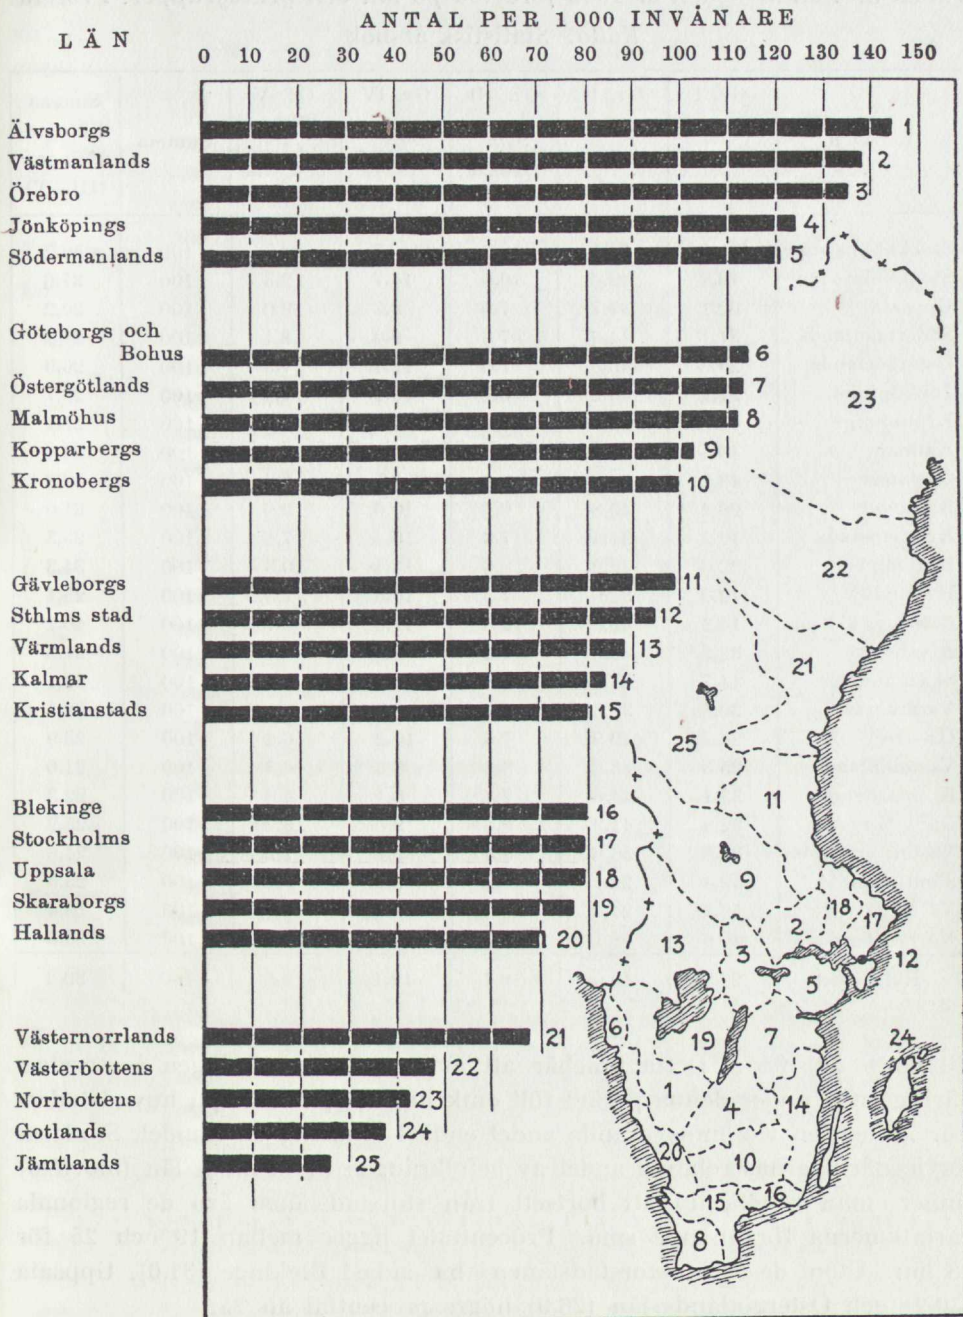 ANTAL PER 1000 INVÅNARE
LÄN
0 10 20 30 40 50 60 70 80 90 100 110 120 130 140 150
Älvsborgs 1
Västmanlands 2
Örebro 3
Jönköpings 4
Södermanlands 5
Göteborgs och
Bohus 6
Östergötlands 7
Malmöhus 8
Kopparbergs 9
Kronobergs 10
Gävleborgs 11
Sthlms stad 12
Värmlands 13
Kalmar 14
Kristianstads 15
Blekinge 16
Stockholms 17
Uppsala 18
Skaraborgs 19
Hallands 20
Västernorrlands 21
Västerbottens 22
Norrbottens 23
Gotlands 24
Jämtlands 25
23
22
21
25
11
9
18
17
2
13
3
12
5
6
19
7
24
1
4
14
20
10
15
16
8